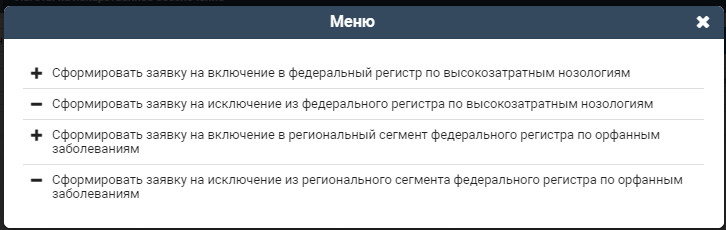 Меню
Сформировать заявку на включение в федеральный регистр по высокозатратным нозологиям
Сформировать заявку на исключение из федерального регистра по высокозатратным нозологиям
Сформировать заявку на включение в региональный сегмент федерального регистра по орфанным
заболеваниям
Сформировать заявку на исключение из регионального сегмента федерального регистра по орфанным
заболеваниям